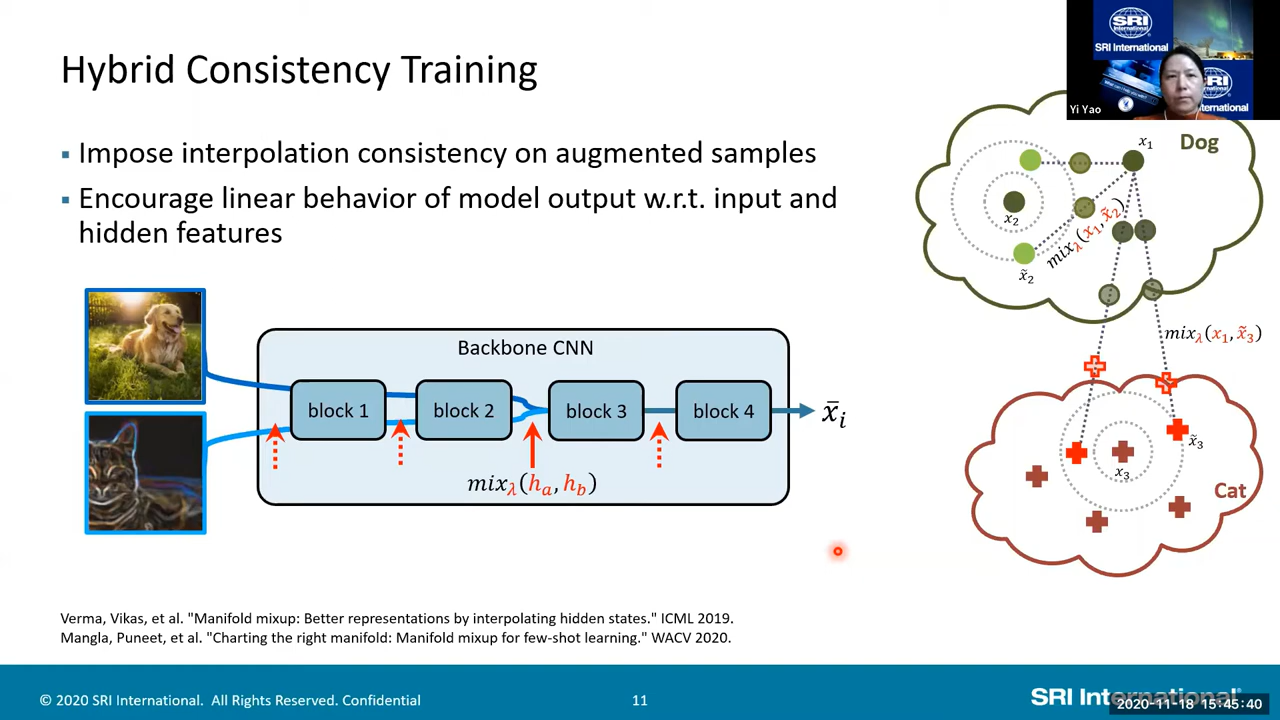 Hybrid Consistency Training
▪ Impose interpolation consistency on augmented samples
▪ Encourage linear behavior of model output w.r.t. input and
hidden features
Backbone CNN
block 1
block 2
block 3
block 4
x̄ᵢ
mixλ(hₐ, h_b)
SRI International
Yi Yao
x₁
Dog
x₂
mixλ(x₁, x̃₂)
x̃₂
mixλ(x₁, x̃₃)
x̃₃
x₃
Cat
Verma, Vikas, et al. "Manifold mixup: Better representations by interpolating hidden states." ICML 2019.
Mangla, Puneet, et al. "Charting the right manifold: Manifold mixup for few-shot learning." WACV 2020.
© 2020 SRI International. All Rights Reserved. Confidential
11
SRI International
2020-11-18 15:45:40